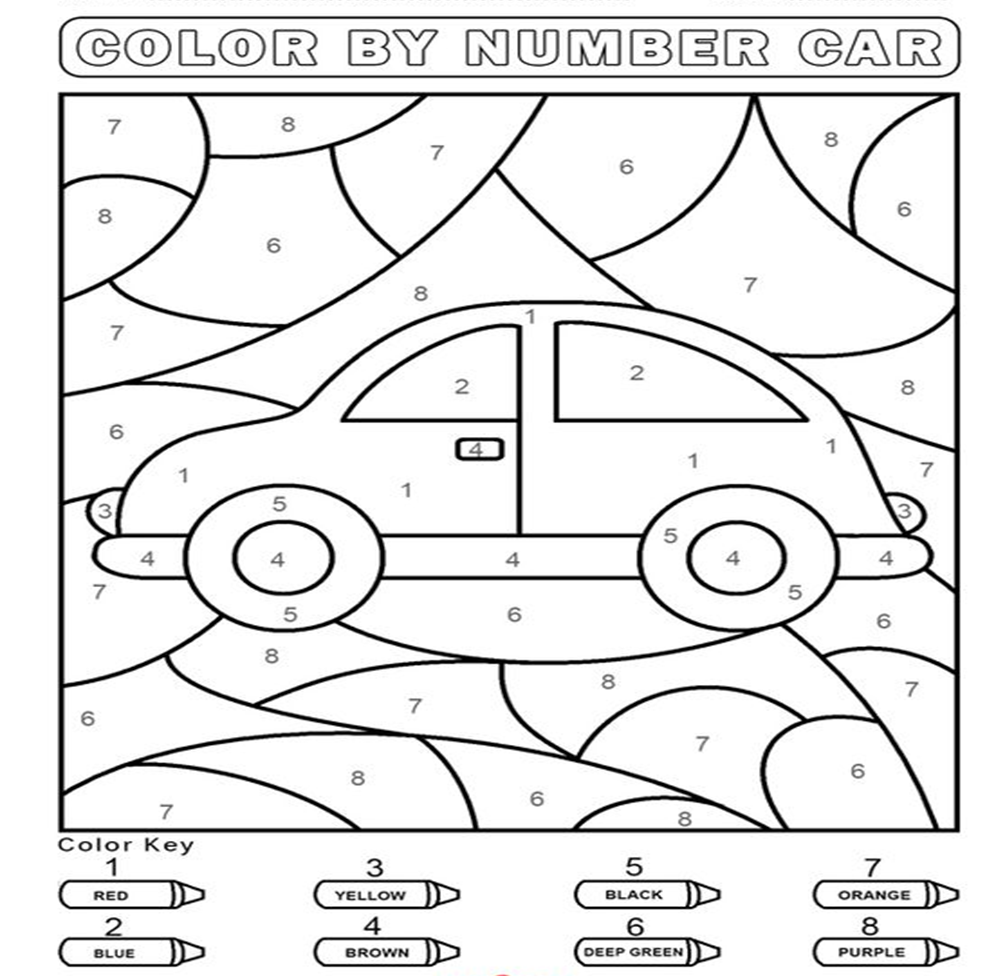 COLOR BY NUMBER CAR
7 8 7 6 8
8 6 6
7 8 7
1
2 2 8
6 4 1 1 7
1 1
3 5 3
5
4 4 4 4 4
7 5 5 6 6
8 8 7
6 7
7 6
8
7 6 8
Color Key
1 3 5 7
RED YELLOW BLACK ORANGE
2 4 6 8
BLUE BROWN DEEP GREEN PURPLE